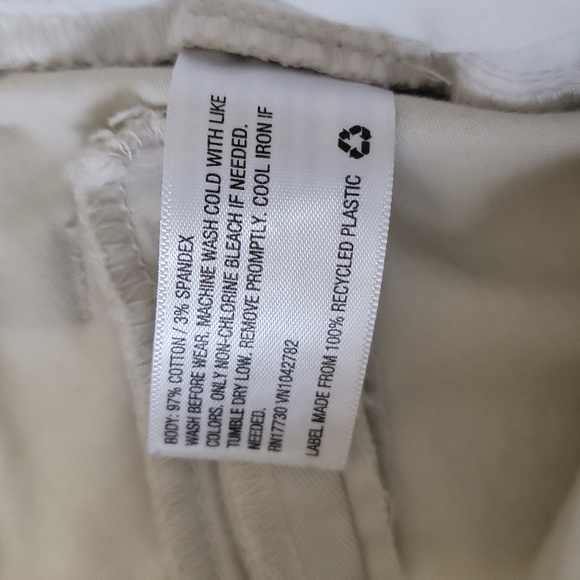 BODY: 97% COTTON / 3% SPANDEX
WASH BEFORE WEAR. MACHINE WASH COLD WITH LIKE
COLORS. ONLY NON-CHLORINE BLEACH IF NEEDED.
TUMBLE DRY LOW. REMOVE PROMPTLY. COOL IRON IF
NEEDED.
RN17730 VN1042782
LABEL MADE FROM 100% RECYCLED PLASTIC